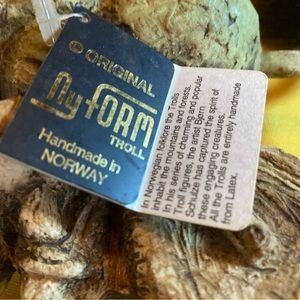 ® ORIGINAL
Ny FORM
TROLL
Handmade in
NORWAY
In Norwegian folklore the Trolls
inhabit the mountains and forests.
In his series of charming and popular
Troll figures, the artist Bjørn
Schulze has captured the spirit of
these engaging creatures.
All the Trolls are entirely handmade
from Latex.